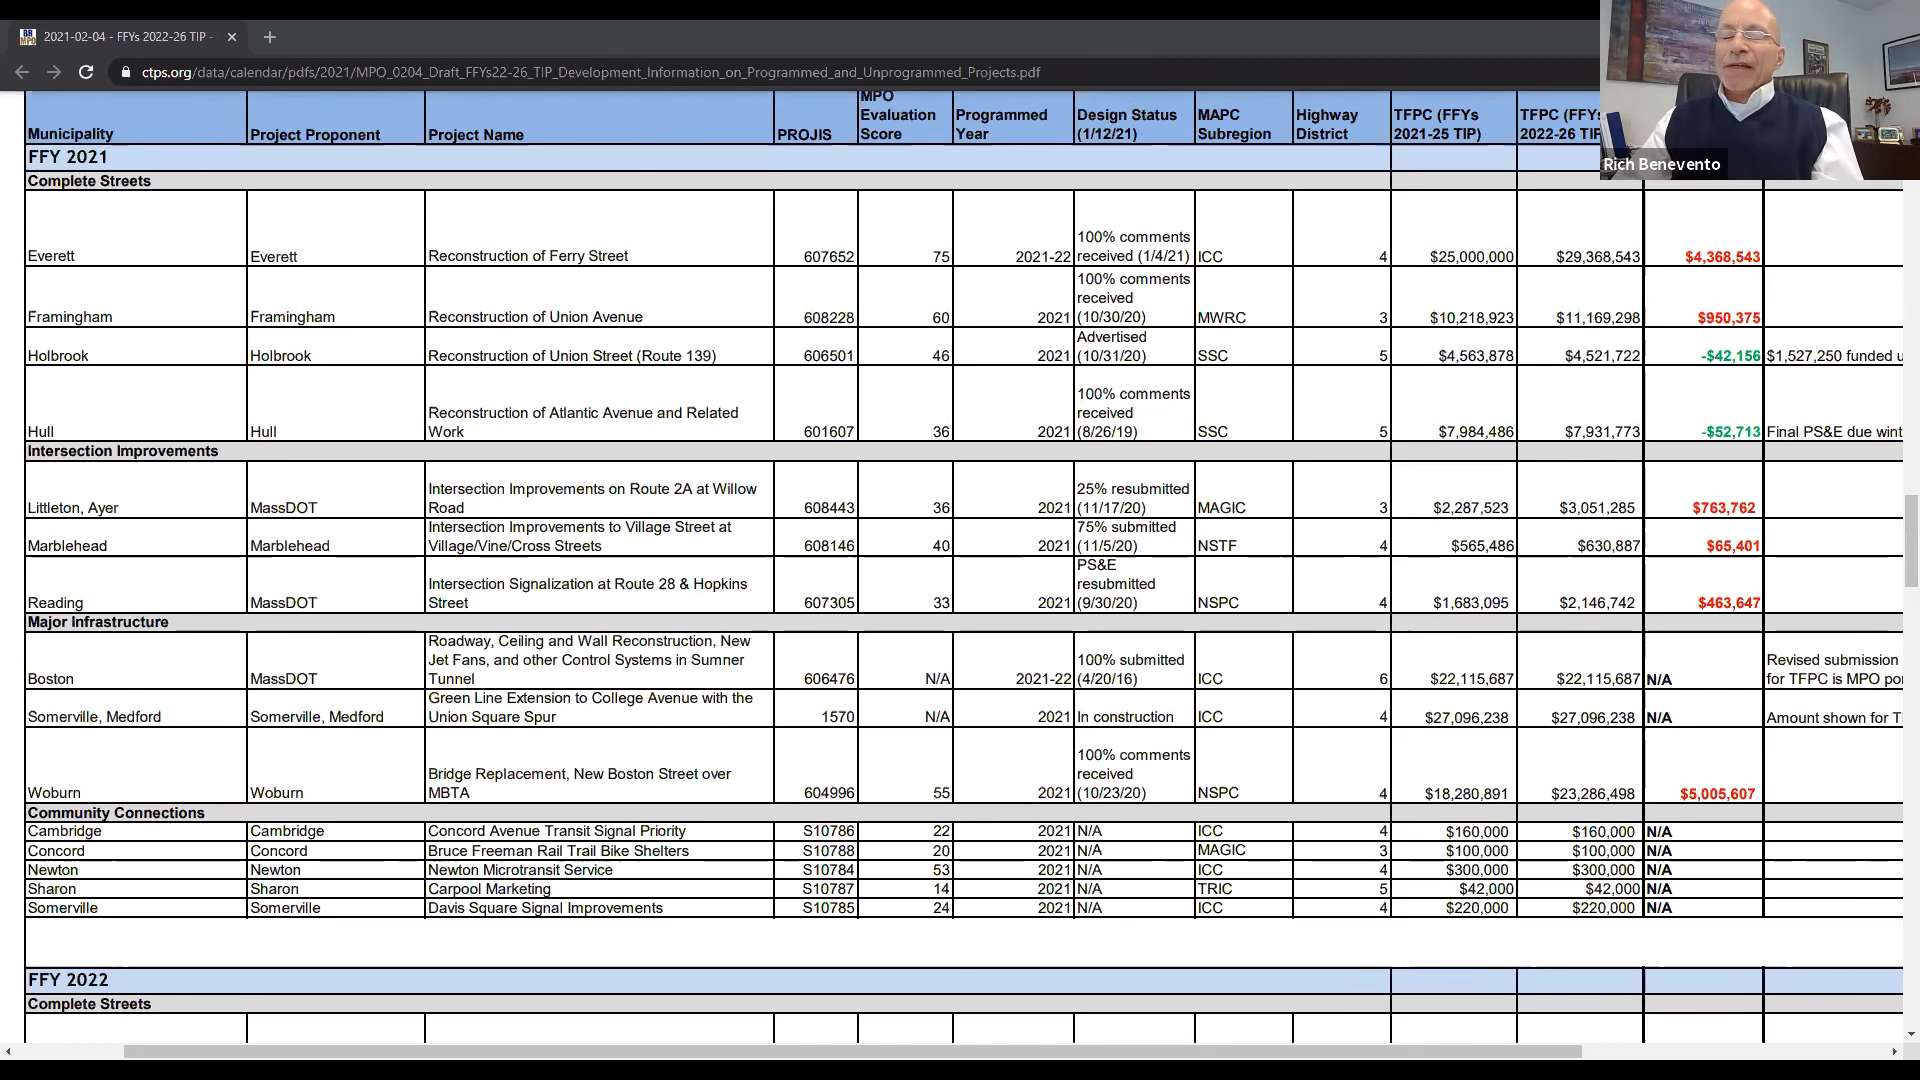 2021-02-04 - FFYs 2022-26 TIP -
ctps.org/data/calendar/pdfs/2021/MPO_0204_Draft_FFYs22-26_TIP_Development_Information_on_Programmed_and_Unprogrammed_Projects.pdf
Rich Benevento
Municipality Project Proponent Project Name PROJIS MPO Evaluation Score Programmed Year Design Status (1/12/21) MAPC Subregion Highway District TFPC (FFYs 2021-25 TIP) TFPC (FFYs 2022-26 TIP
FFY 2021
Complete Streets
Everett Everett Reconstruction of Ferry Street 607652 75 2021-22 100% comments received (1/4/21) ICC 4 $25,000,000 $29,368,543 $4,368,543
Framingham Framingham Reconstruction of Union Avenue 608228 60 2021 100% comments received (10/30/20) MWRC 3 $10,218,923 $11,169,298 $950,375
Holbrook Holbrook Reconstruction of Union Street (Route 139) 606501 46 2021 Advertised (10/31/20) SSC 5 $4,563,878 $4,521,722 -$42,156 $1,527,250 funded u
Hull Hull Reconstruction of Atlantic Avenue and Related Work 601607 36 2021 100% comments received (8/26/19) SSC 5 $7,984,486 $7,931,773 -$52,713 Final PS&E due wint
Intersection Improvements
Littleton, Ayer MassDOT Intersection Improvements on Route 2A at Willow Road 608443 36 2021 25% resubmitted (11/17/20) MAGIC 3 $2,287,523 $3,051,285 $763,762
Marblehead Marblehead Intersection Improvements to Village Street at Village/Vine/Cross Streets 608146 40 2021 75% submitted (11/5/20) NSTF 4 $565,486 $630,887 $65,401
Reading MassDOT Intersection Signalization at Route 28 & Hopkins Street 607305 33 2021 PS&E resubmitted (9/30/20) NSPC 4 $1,683,095 $2,146,742 $463,647
Major Infrastructure
Boston MassDOT Roadway, Ceiling and Wall Reconstruction, New Jet Fans, and other Control Systems in Sumner Tunnel 606476 N/A 2021-22 100% submitted (4/20/16) ICC 6 $22,115,687 $22,115,687 N/A Revised submission for TFPC is MPO por
Somerville, Medford Somerville, Medford Green Line Extension to College Avenue with the Union Square Spur 1570 N/A 2021 In construction ICC 4 $27,096,238 $27,096,238 N/A Amount shown for T
Woburn Woburn Bridge Replacement, New Boston Street over MBTA 604996 55 2021 100% comments received (10/23/20) NSPC 4 $18,280,891 $23,286,498 $5,005,607
Community Connections
Cambridge Cambridge Concord Avenue Transit Signal Priority S10786 22 2021 N/A ICC 4 $160,000 $160,000 N/A
Concord Concord Bruce Freeman Rail Trail Bike Shelters S10788 20 2021 N/A MAGIC 3 $100,000 $100,000 N/A
Newton Newton Newton Microtransit Service S10784 53 2021 N/A ICC 4 $300,000 $300,000 N/A
Sharon Sharon Carpool Marketing S10787 14 2021 N/A TRIC 5 $42,000 $42,000 N/A
Somerville Somerville Davis Square Signal Improvements S10785 24 2021 N/A ICC 4 $220,000 $220,000 N/A
FFY 2022
Complete Streets